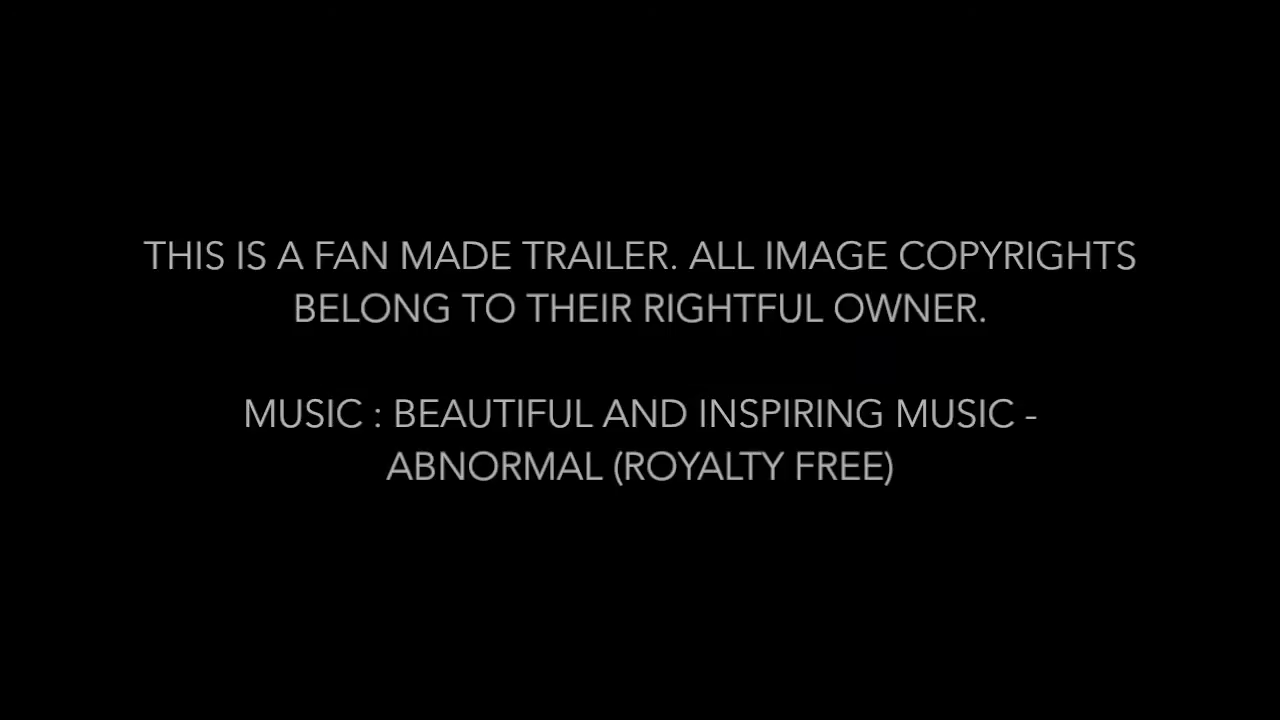 THIS IS A FAN MADE TRAILER. ALL IMAGE COPYRIGHTS
BELONG TO THEIR RIGHTFUL OWNER.
MUSIC : BEAUTIFUL AND INSPIRING MUSIC -
ABNORMAL (ROYALTY FREE)